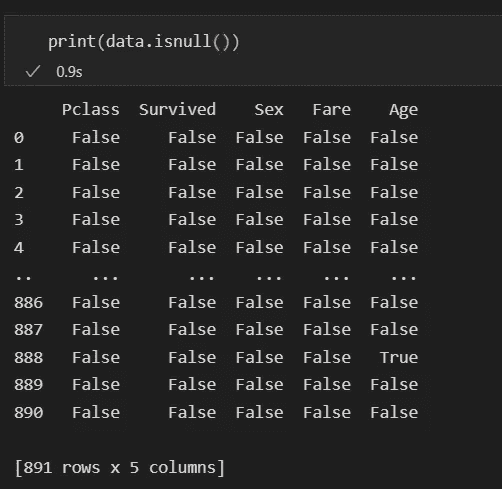 print(data.isnull())
0.9s
Pclass Survived Sex Fare Age
0 False False False False False
1 False False False False False
2 False False False False False
3 False False False False False
4 False False False False False
.. ... ... ... ... ...
886 False False False False False
887 False False False False False
888 False False False False True
889 False False False False False
890 False False False False False
[891 rows x 5 columns]